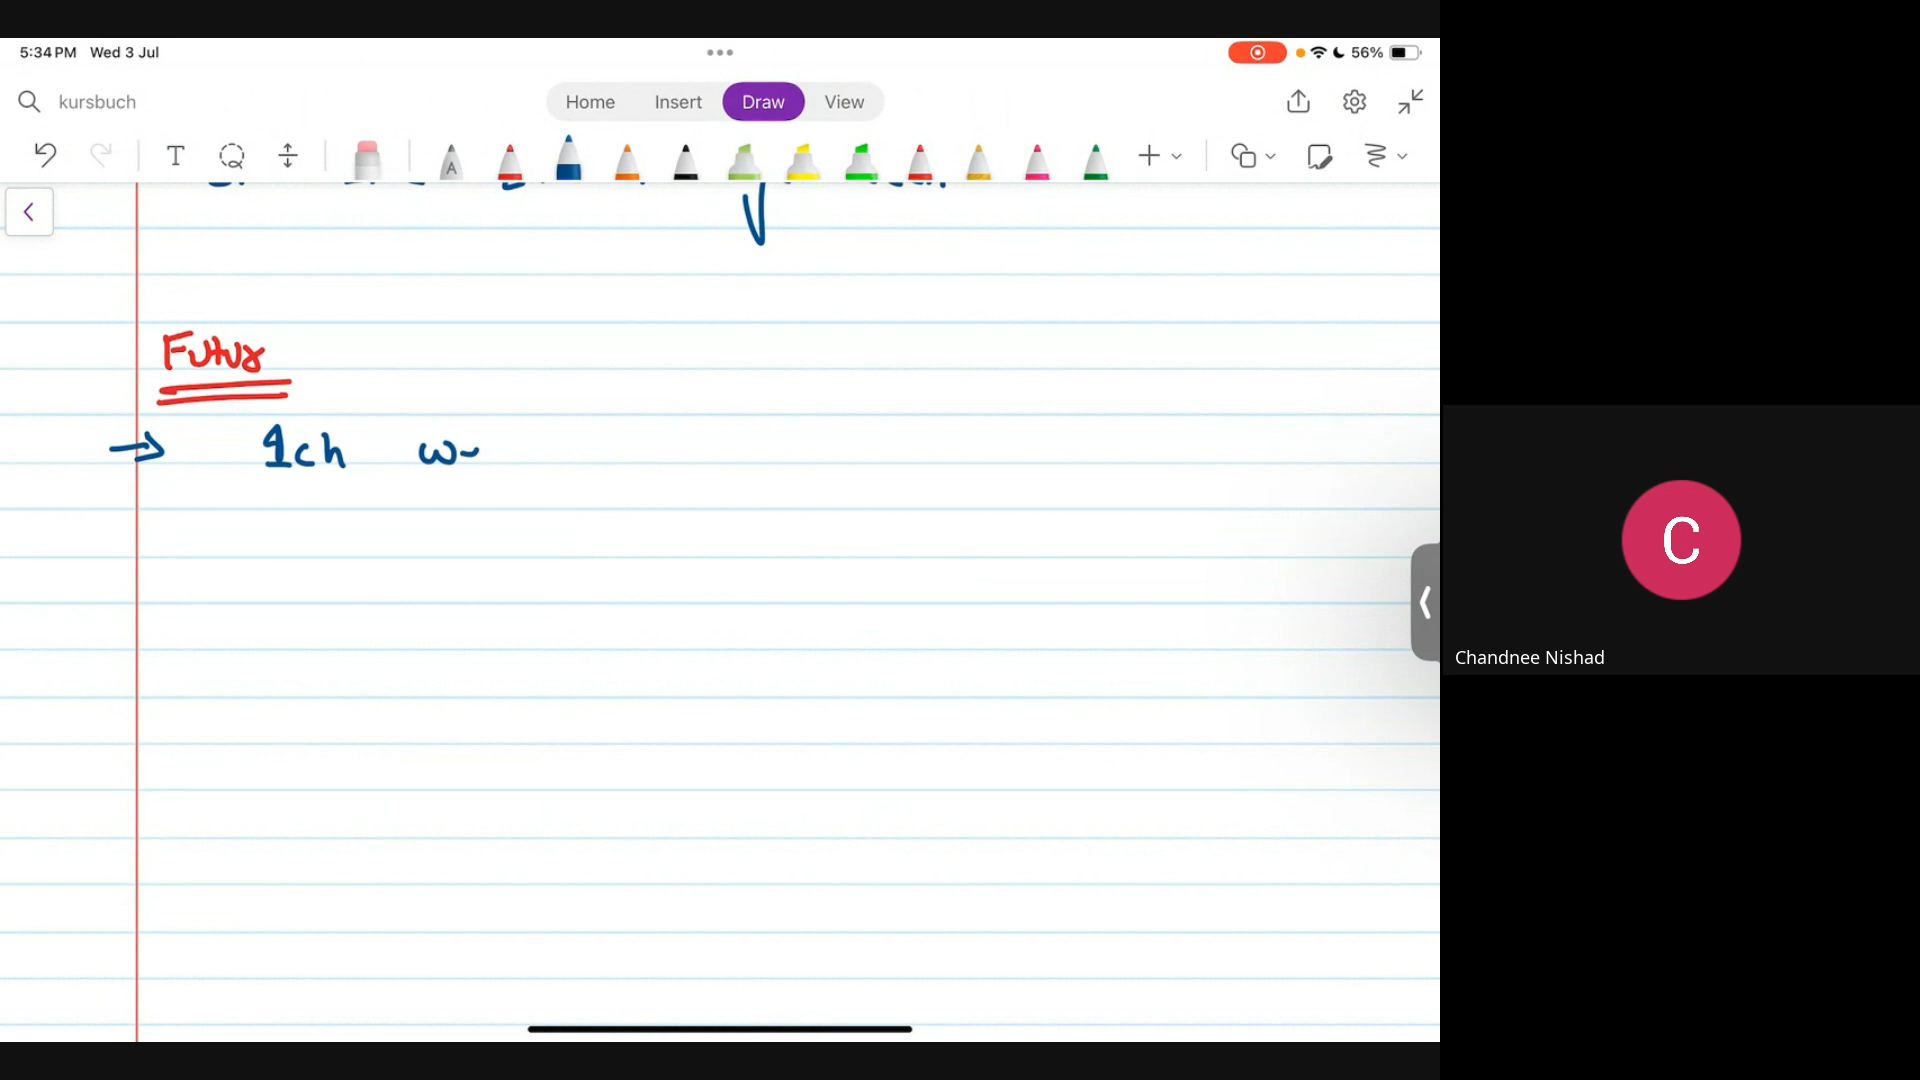 5:34 PM Wed 3 Jul 56%
kursbuch Home Insert Draw View
T A
Futur
→ Ich
C
Chandnee Nishad